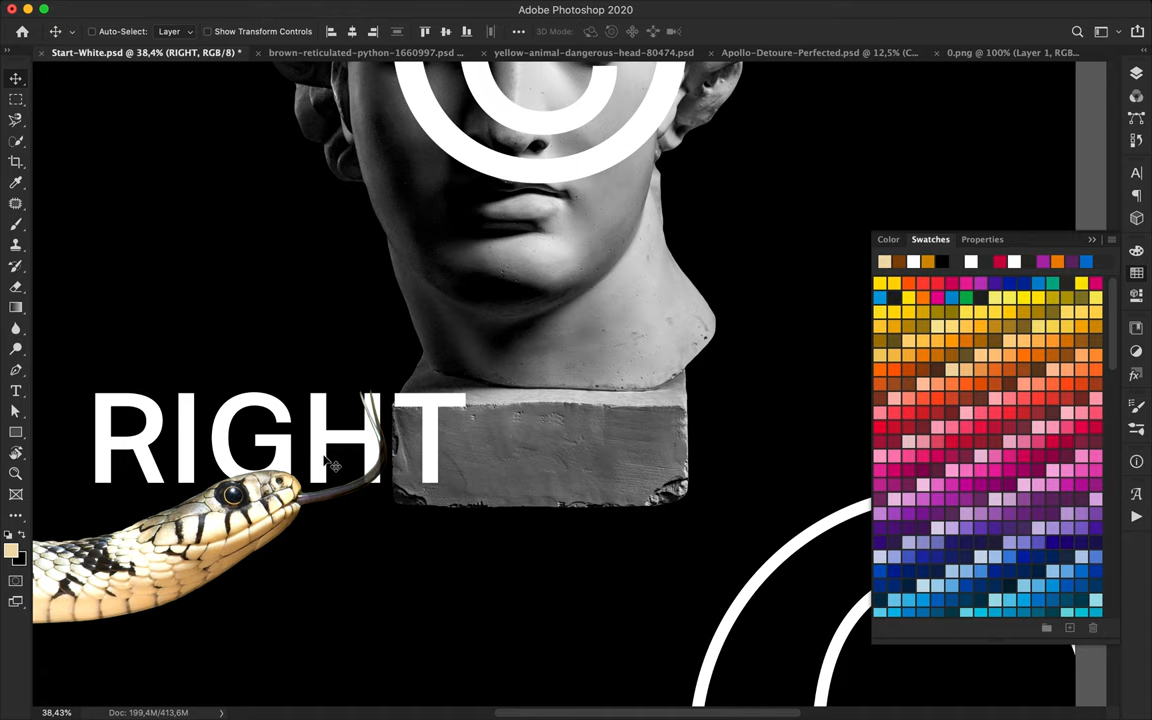 Adobe Photoshop 2020
Auto-Select: Layer Show Transform Controls ••• 3D Mode:
× Start-White.psd @ 38,4% (RIGHT, RGB/8) * × brown-reticulated-python-1660997.psd ... × yellow-animal-dangerous-head-80474.psd × Apollo-Detoure-Perfected.psd @ 12,5% (C... × 0.png @ 100% (Layer 1, RGB...
Color Swatches Properties
RIGHT
38,43% Doc: 199,4M/413,6M